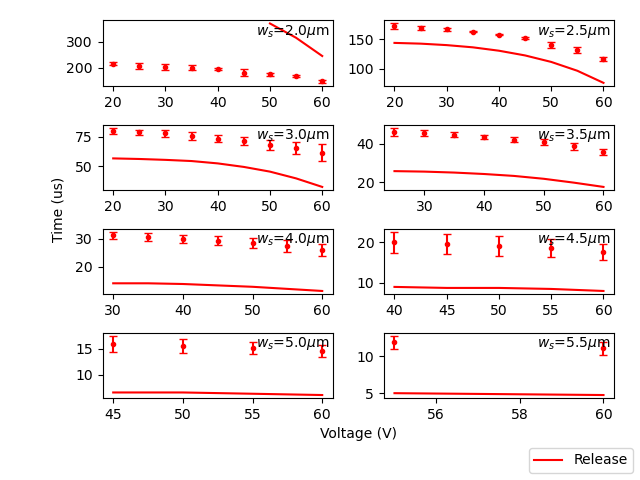 w_s=2.0μm
300
200
20 30 40 50 60
w_s=2.5μm
150
100
20 30 40 50 60
w_s=3.0μm
75
50
20 30 40 50 60
w_s=3.5μm
40
20
30 40 50 60
w_s=4.0μm
30
20
30 40 50 60
w_s=4.5μm
20
10
40 45 50 55 60
w_s=5.0μm
15
10
45 50 55 60
w_s=5.5μm
10
5
56 58 60
Time (us)
Voltage (V)
Release